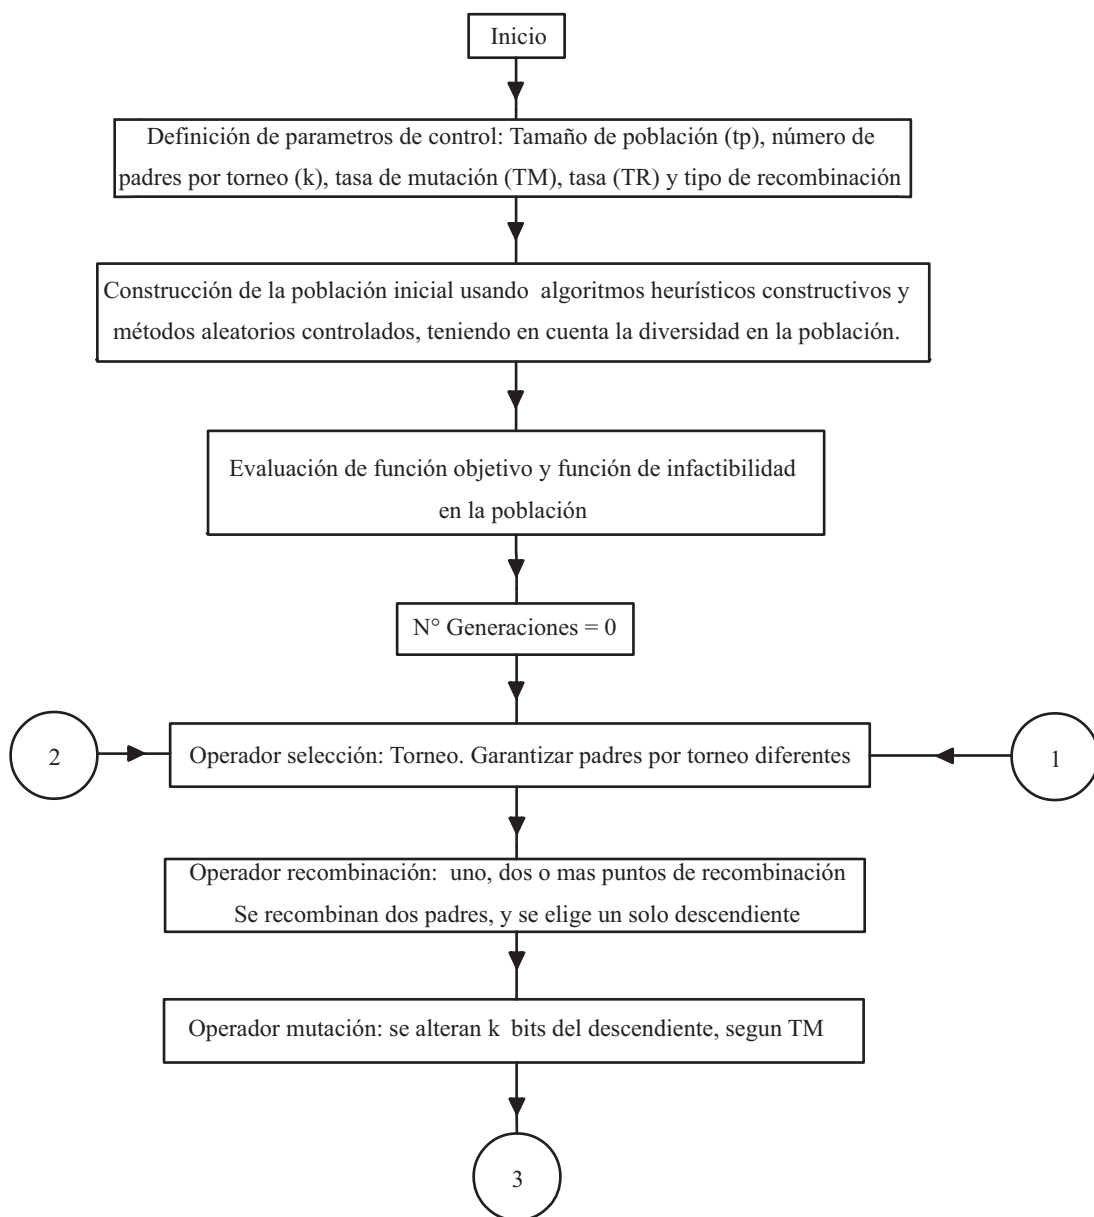 Inicio
Definición de parametros de control: Tamaño de población (tp), número de
padres por torneo (k), tasa de mutación (TM), tasa (TR) y tipo de recombinación
Construcción de la población inicial usando algoritmos heurísticos constructivos y
métodos aleatorios controlados, teniendo en cuenta la diversidad en la población.
Evaluación de función objetivo y función de infactibilidad
en la población
N° Generaciones = 0
2
Operador selección: Torneo. Garantizar padres por torneo diferentes
1
Operador recombinación: uno, dos o mas puntos de recombinación
Se recombinan dos padres, y se elige un solo descendiente
Operador mutación: se alteran k bits del descendiente, segun TM
3